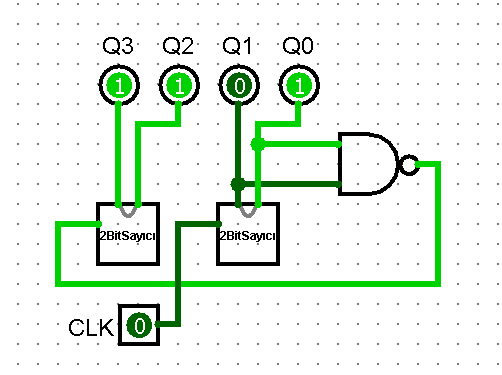 Q3 Q2 Q1 Q0
1 1 0 1
2BitSayıcı 2BitSayıcı
CLK 0